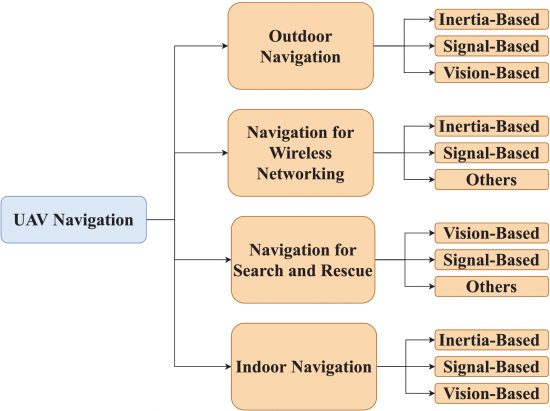 UAV Navigation
Outdoor
Navigation
Inertia-Based
Signal-Based
Vision-Based
Navigation for
Wireless
Networking
Inertia-Based
Signal-Based
Others
Navigation for
Search and Rescue
Vision-Based
Signal-Based
Others
Indoor Navigation
Inertia-Based
Signal-Based
Vision-Based